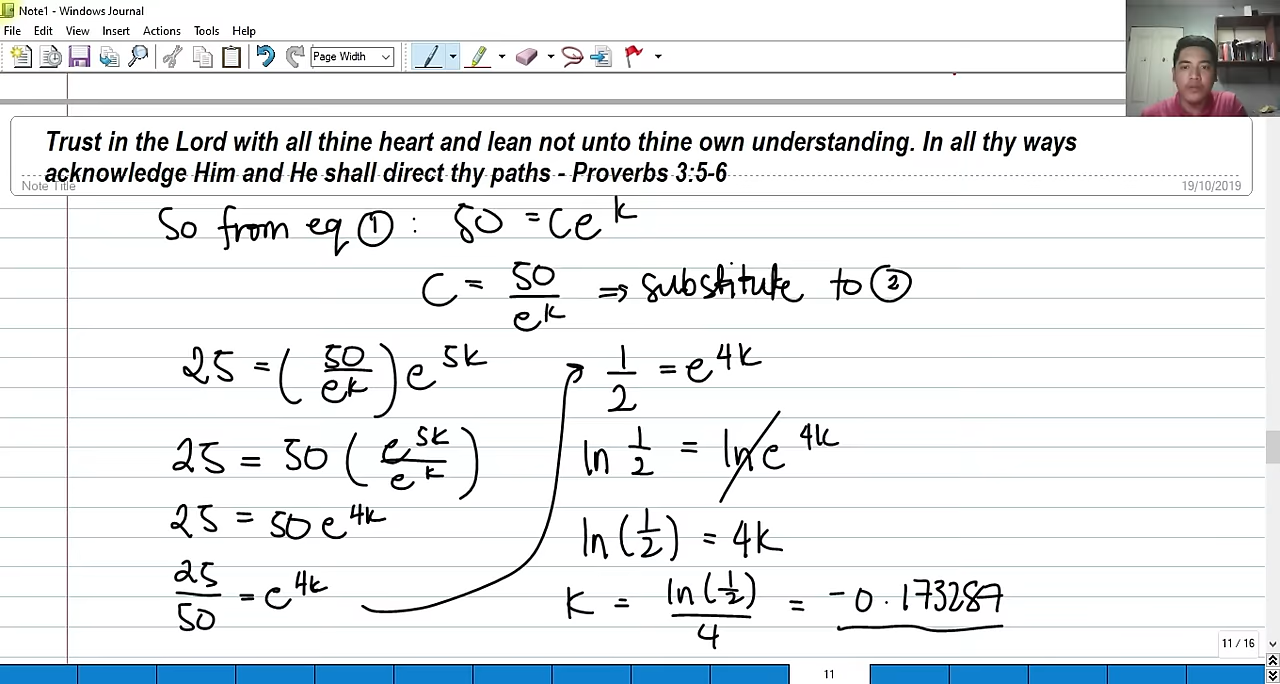 Note1 - Windows Journal
File Edit View Insert Actions Tools Help
Page Width
Trust in the Lord with all thine heart and lean not unto thine own understanding. In all thy ways
acknowledge Him and He shall direct thy paths - Proverbs 3:5-6
Note Title
19/10/2019
So from eq ① : 50 = Ce^k
C = 50/e^k ⇒ substitute to ②
25 = (50/e^k) e^5k
25 = 50 (e^5k/e^k)
25 = 50 e^4k
25/50 = e^4k
1/2 = e^4k
ln 1/2 = ln e^4k
ln(1/2) = 4k
K = ln(1/2)/4 = -0.173287
11 / 16
11